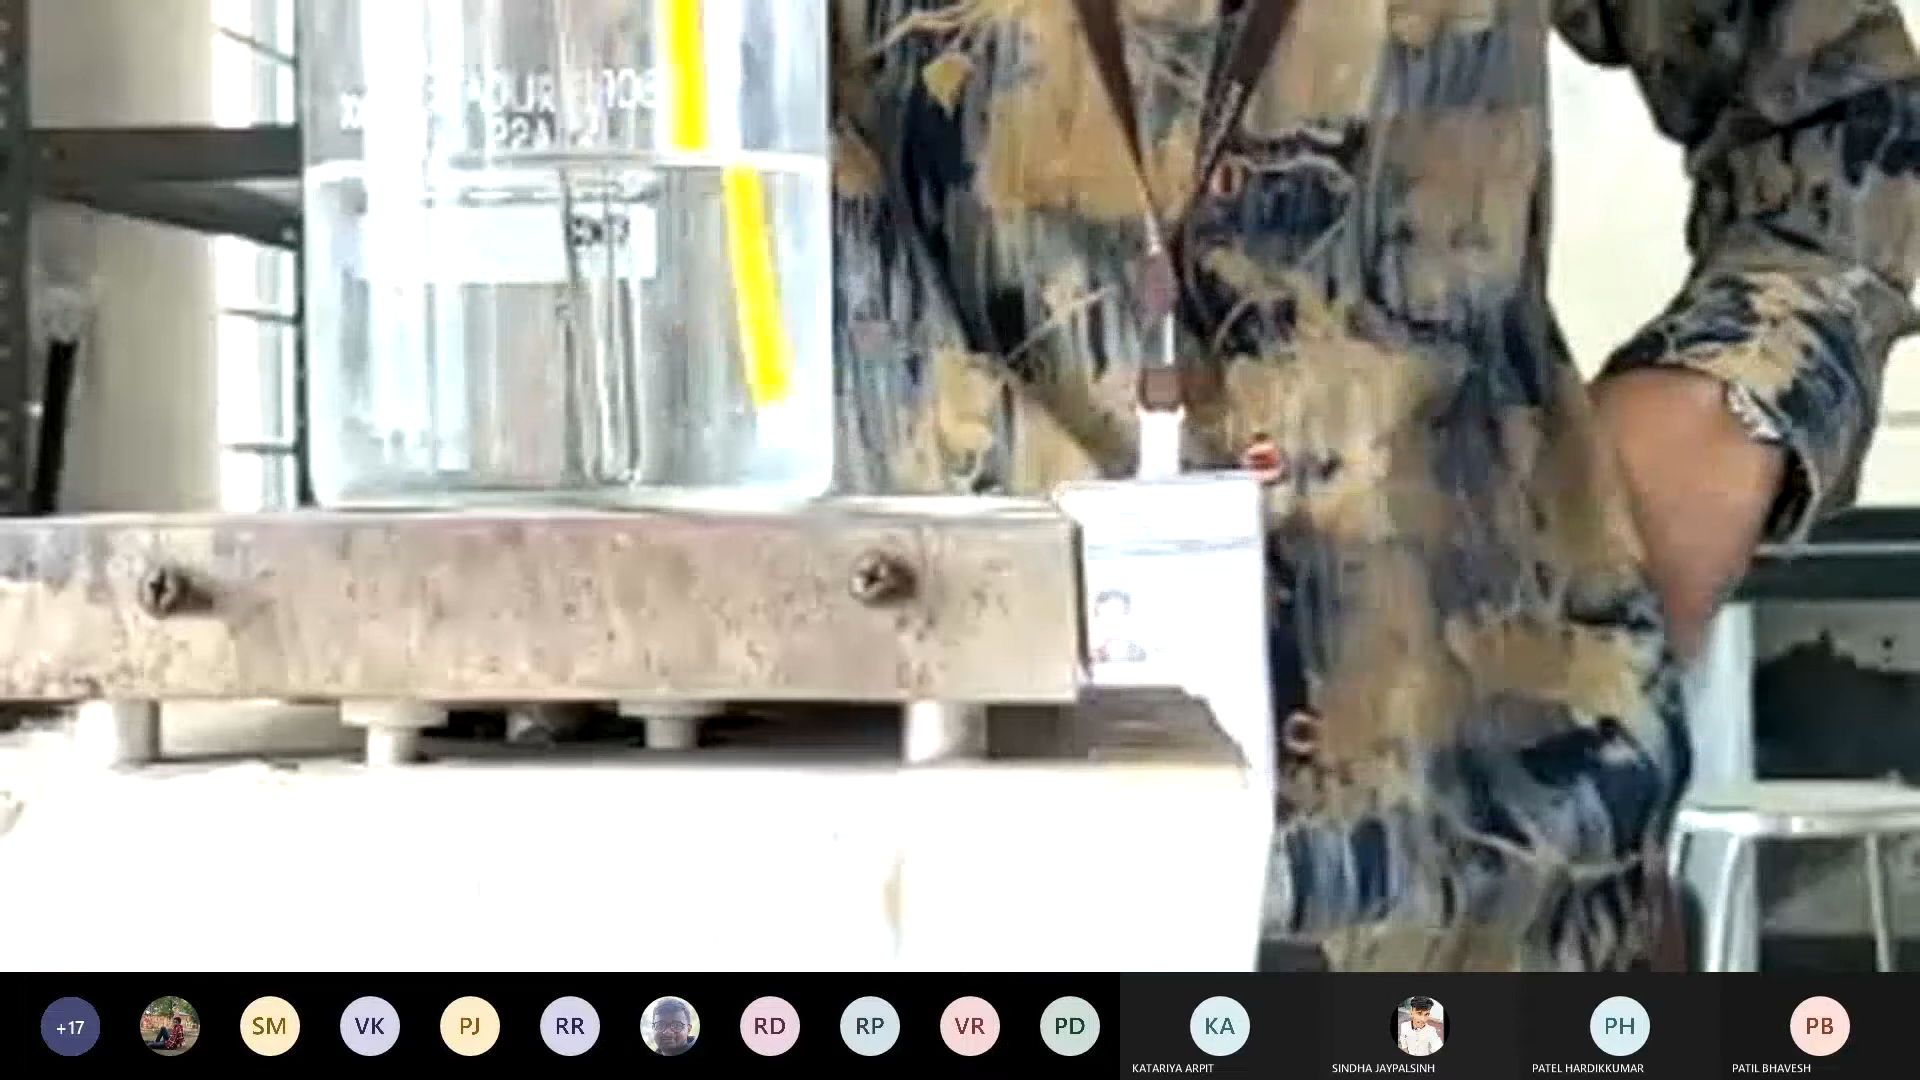 +17
SM
VK
PJ
RR
RD
RP
VR
PD
KA
PH
PB
KATARIYA ARPIT
SINDHA JAYPALSINH
PATEL HARDIKKUMAR
PATIL BHAVESH